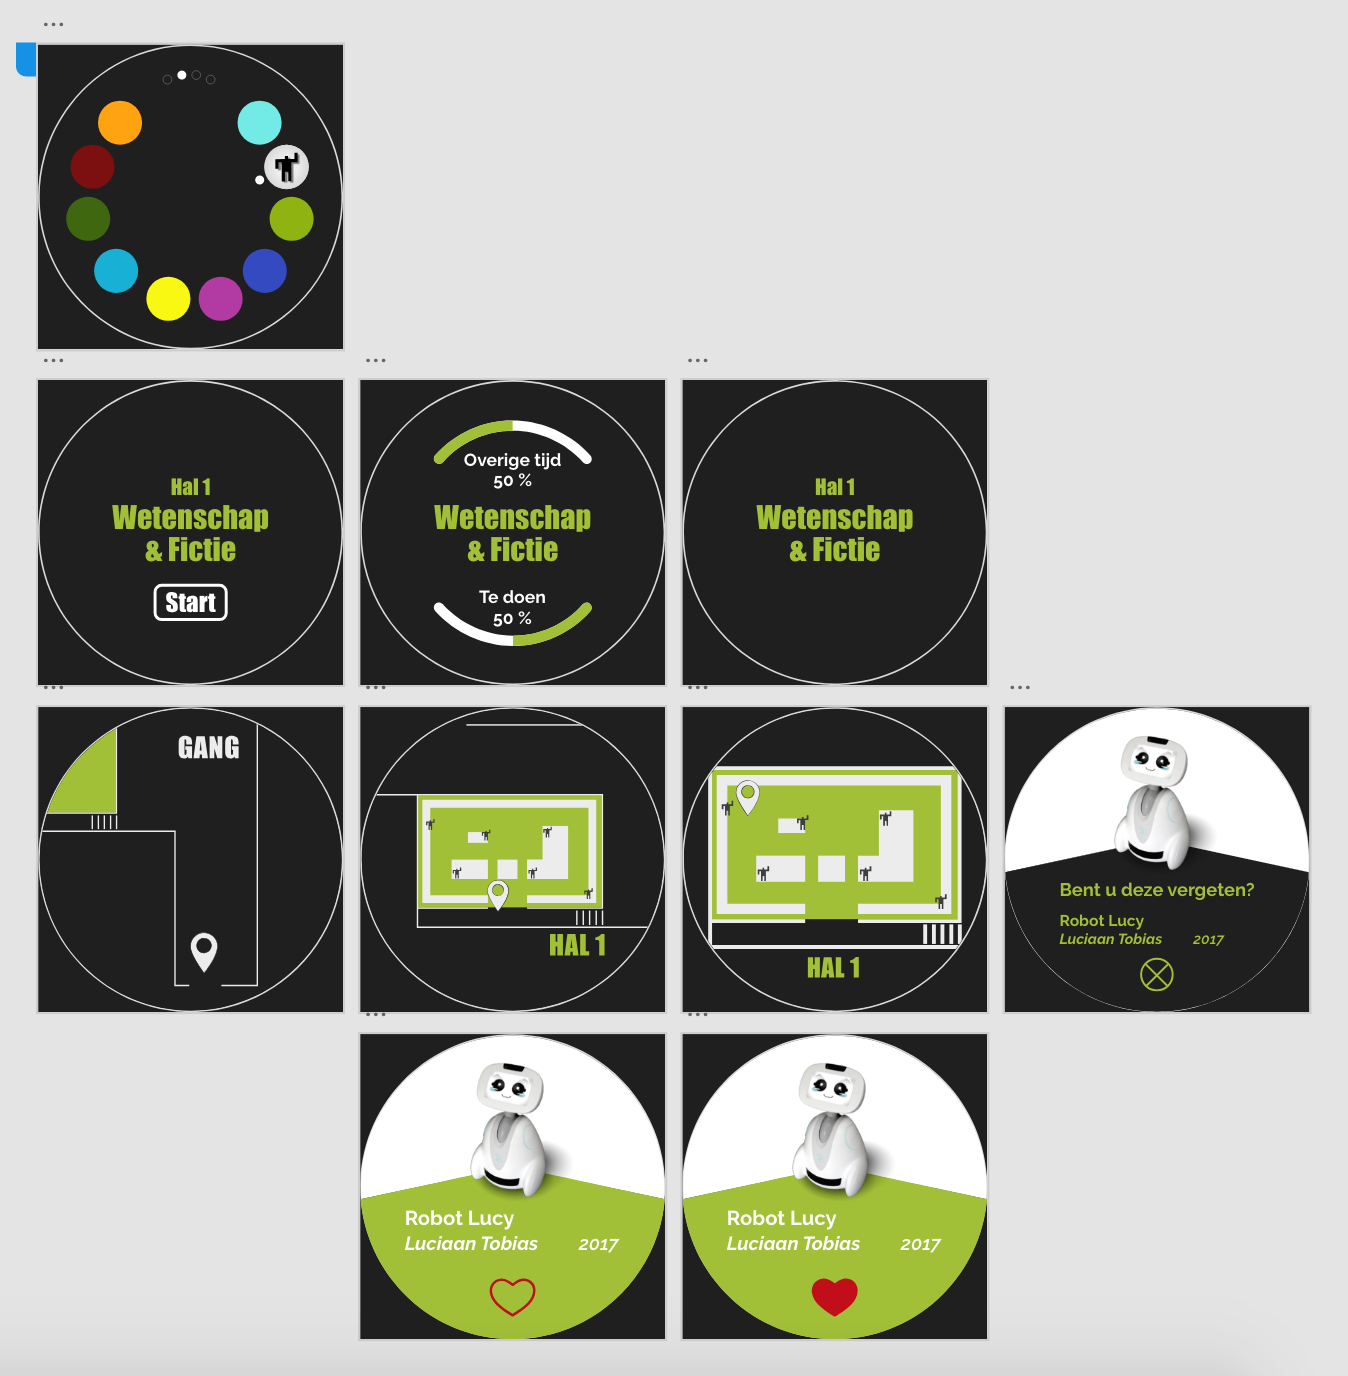 Hal 1
Wetenschap
& Fictie
Start
Overige tijd
50 %
Wetenschap
& Fictie
Te doen
50 %
Hal 1
Wetenschap
& Fictie
GANG
HAL 1
HAL 1
Bent u deze vergeten?
Robot Lucy
Luciaan Tobias 2017
Robot Lucy
Luciaan Tobias 2017
Robot Lucy
Luciaan Tobias 2017